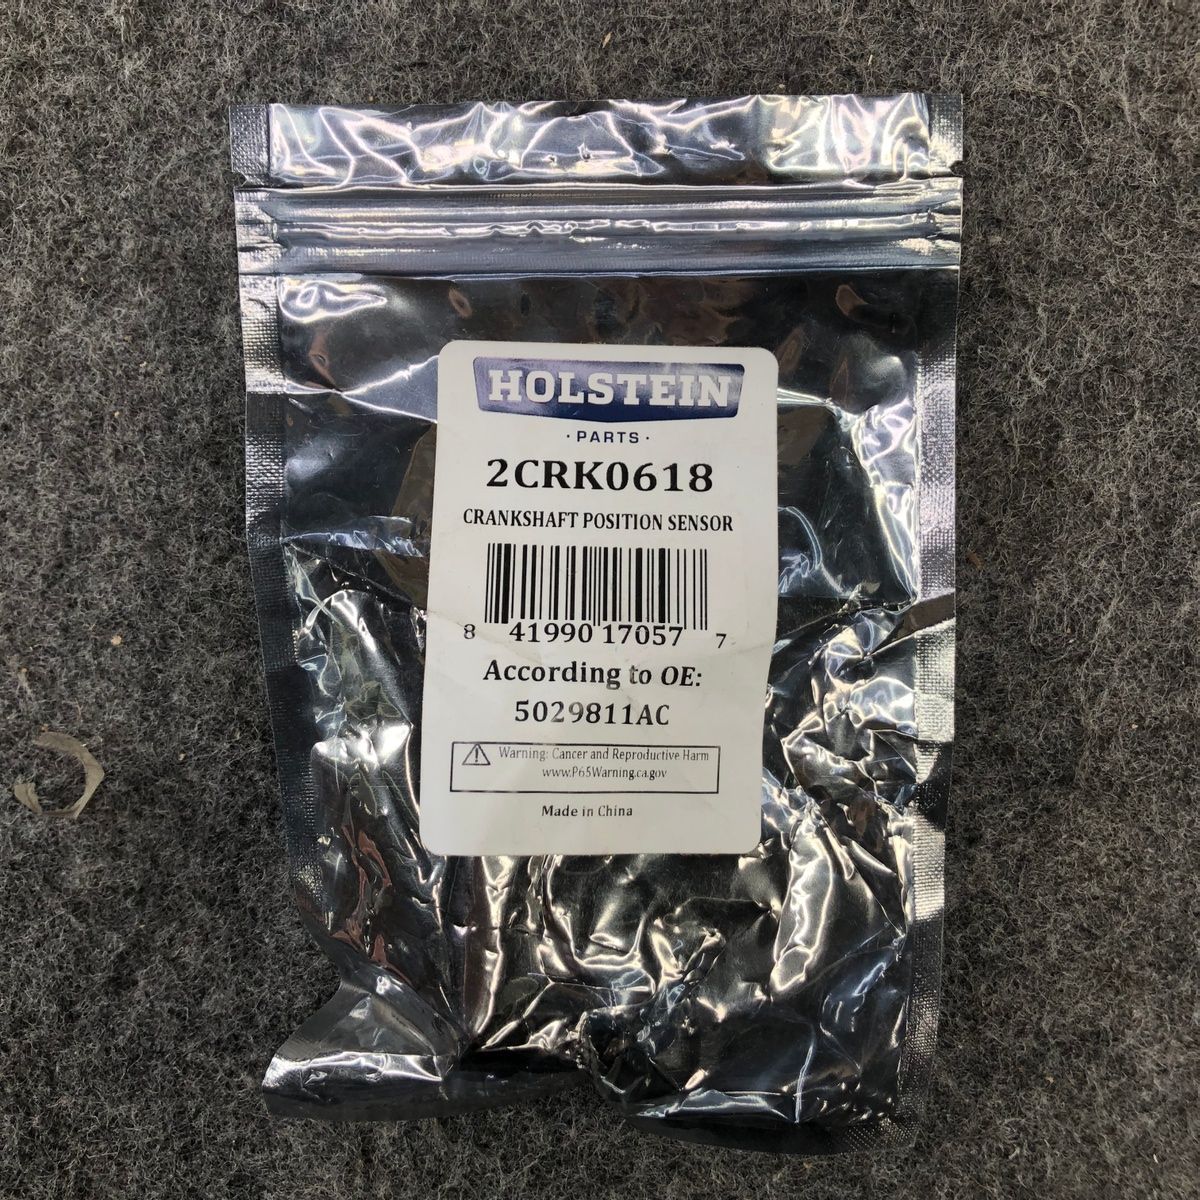 HOLSTEIN
· PARTS ·
2CRK0618
CRANKSHAFT POSITION SENSOR
8 41990 17057 7
According to OE:
5029811AC
Warning: Cancer and Reproductive Harm
www.P65Warning.ca.gov
Made in China